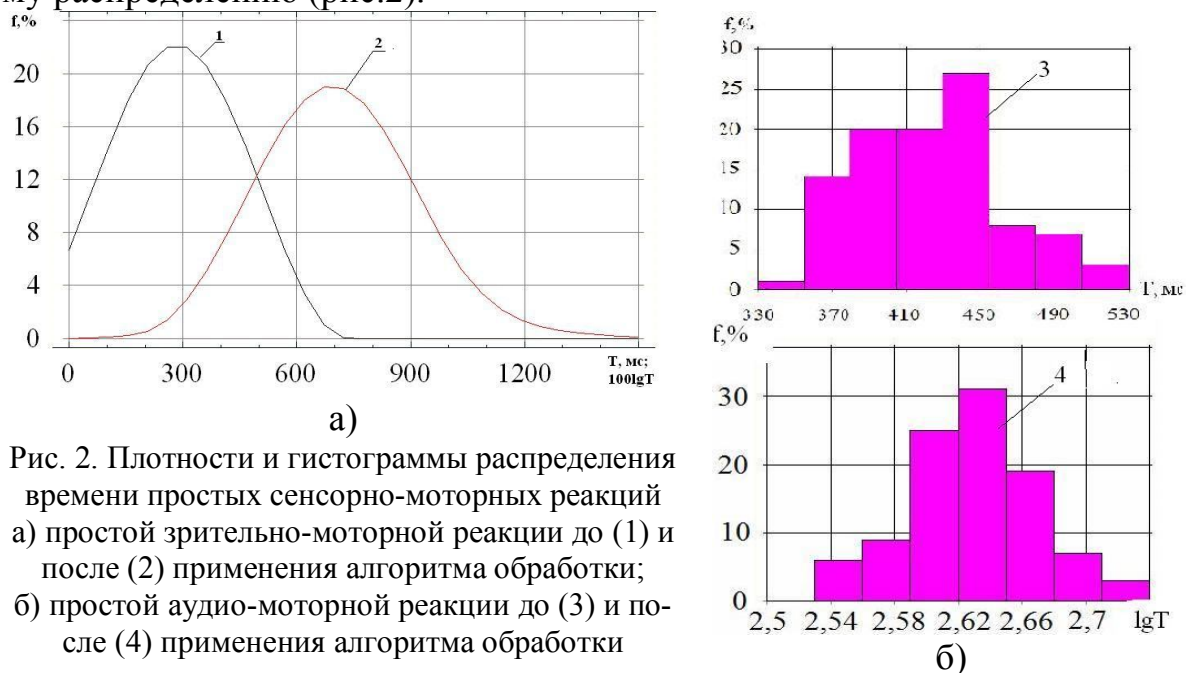 му распределению (рис.2).
f,%
1
2
20
16
12
8
4
0
0 300 600 900 1200
T, мс;
100lgT
а)
Рис. 2. Плотности и гистограммы распределения
времени простых сенсорно-моторных реакций
а) простой зрительно-моторной реакции до (1) и
после (2) применения алгоритма обработки;
б) простой аудио-моторной реакции до (3) и по-
сле (4) применения алгоритма обработки
f,%
30
3
25
20
15
10
5
0
T, мс
330 370 410 450 490 530
f,%
4
30
20
10
0
2,5 2,54 2,58 2,62 2,66 2,7 lgT
б)